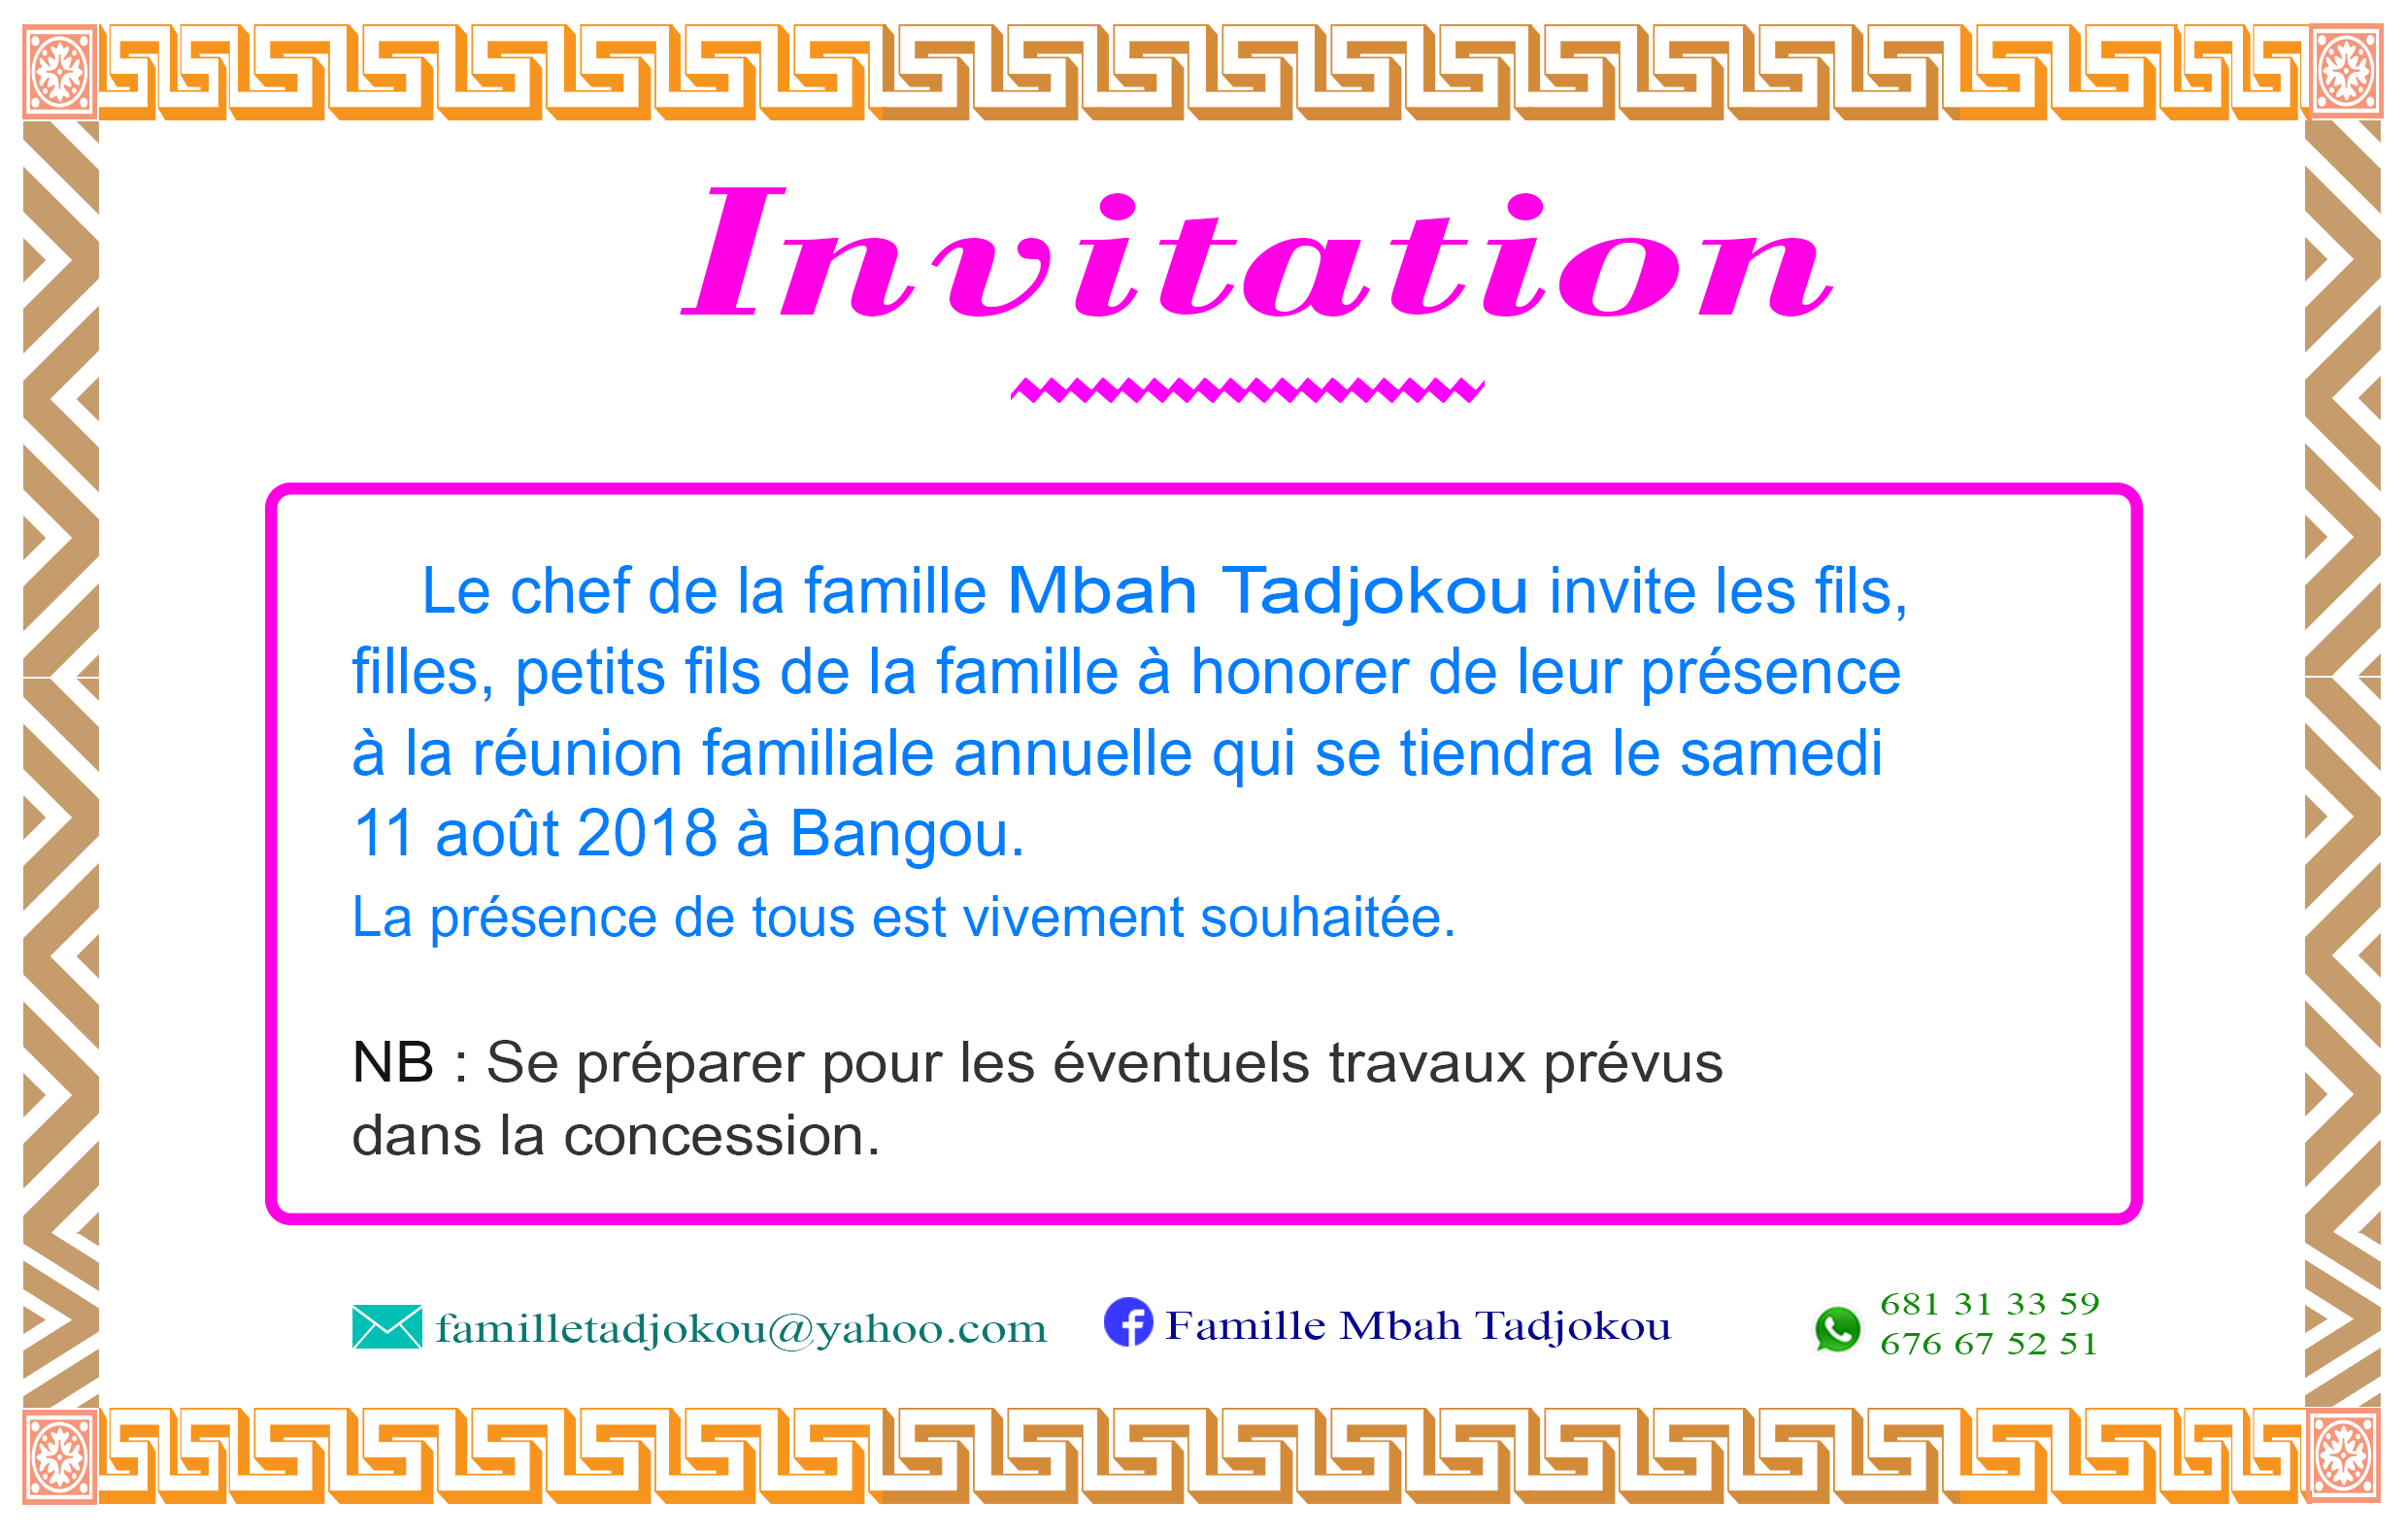 Invitation
Le chef de la famille Mbah Tadjokou invite les fils,
filles, petits fils de la famille à honorer de leur présence
à la réunion familiale annuelle qui se tiendra le samedi
11 août 2018 à Bangou.
La présence de tous est vivement souhaitée.
NB : Se préparer pour les éventuels travaux prévus
dans la concession.
familletadjokou@yahoo.com
Famille Mbah Tadjokou
681 31 33 59
676 67 52 51